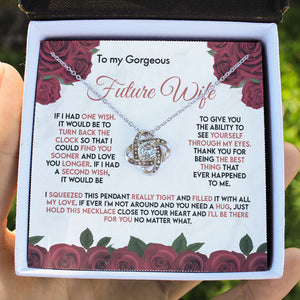 To my Gorgeous
Future Wife
IF I HAD ONE WISH.
IT WOULD BE TO
TURN BACK THE
CLOCK SO THAT I
COULD FIND YOU
SOONER AND LOVE
YOU LONGER. IF I HAD
A SECOND WISH,
IT WOULD BE
TO GIVE YOU
THE ABILITY TO
SEE YOURSELF
THROUGH MY EYES.
THANK YOU FOR
BEING THE BEST
THING THAT
EVER HAPPENED
TO ME.
I SQUEEZED THIS PENDANT REALLY TIGHT AND FILLED IT WITH ALL
MY LOVE, IF EVER I'M NOT AROUND AND YOU NEED A HUG, JUST
HOLD THIS NECKLACE CLOSE TO YOUR HEART AND I'LL BE THERE
FOR YOU NO MATTER WHAT.